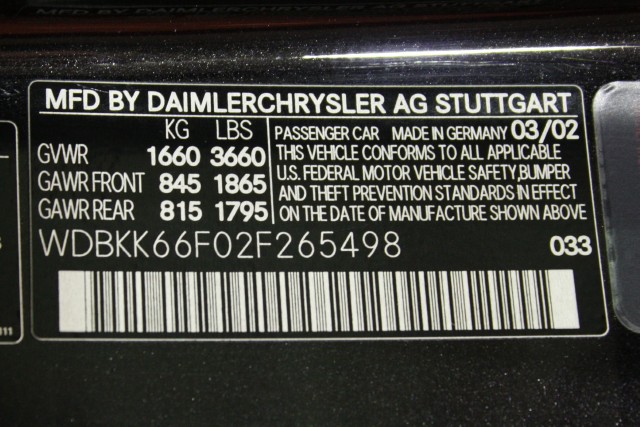 MFD BY DAIMLERCHRYSLER AG STUTTGART
KG LBS
GVWR 1660 3660
GAWR FRONT 845 1865
GAWR REAR 815 1795
PASSENGER CAR MADE IN GERMANY 03/02
THIS VEHICLE CONFORMS TO ALL APPLICABLE
U.S. FEDERAL MOTOR VEHICLE SAFETY,BUMPER
AND THEFT PREVENTION STANDARDS IN EFFECT
ON THE DATE OF MANUFACTURE SHOWN ABOVE
WDBKK66F02F265498 033